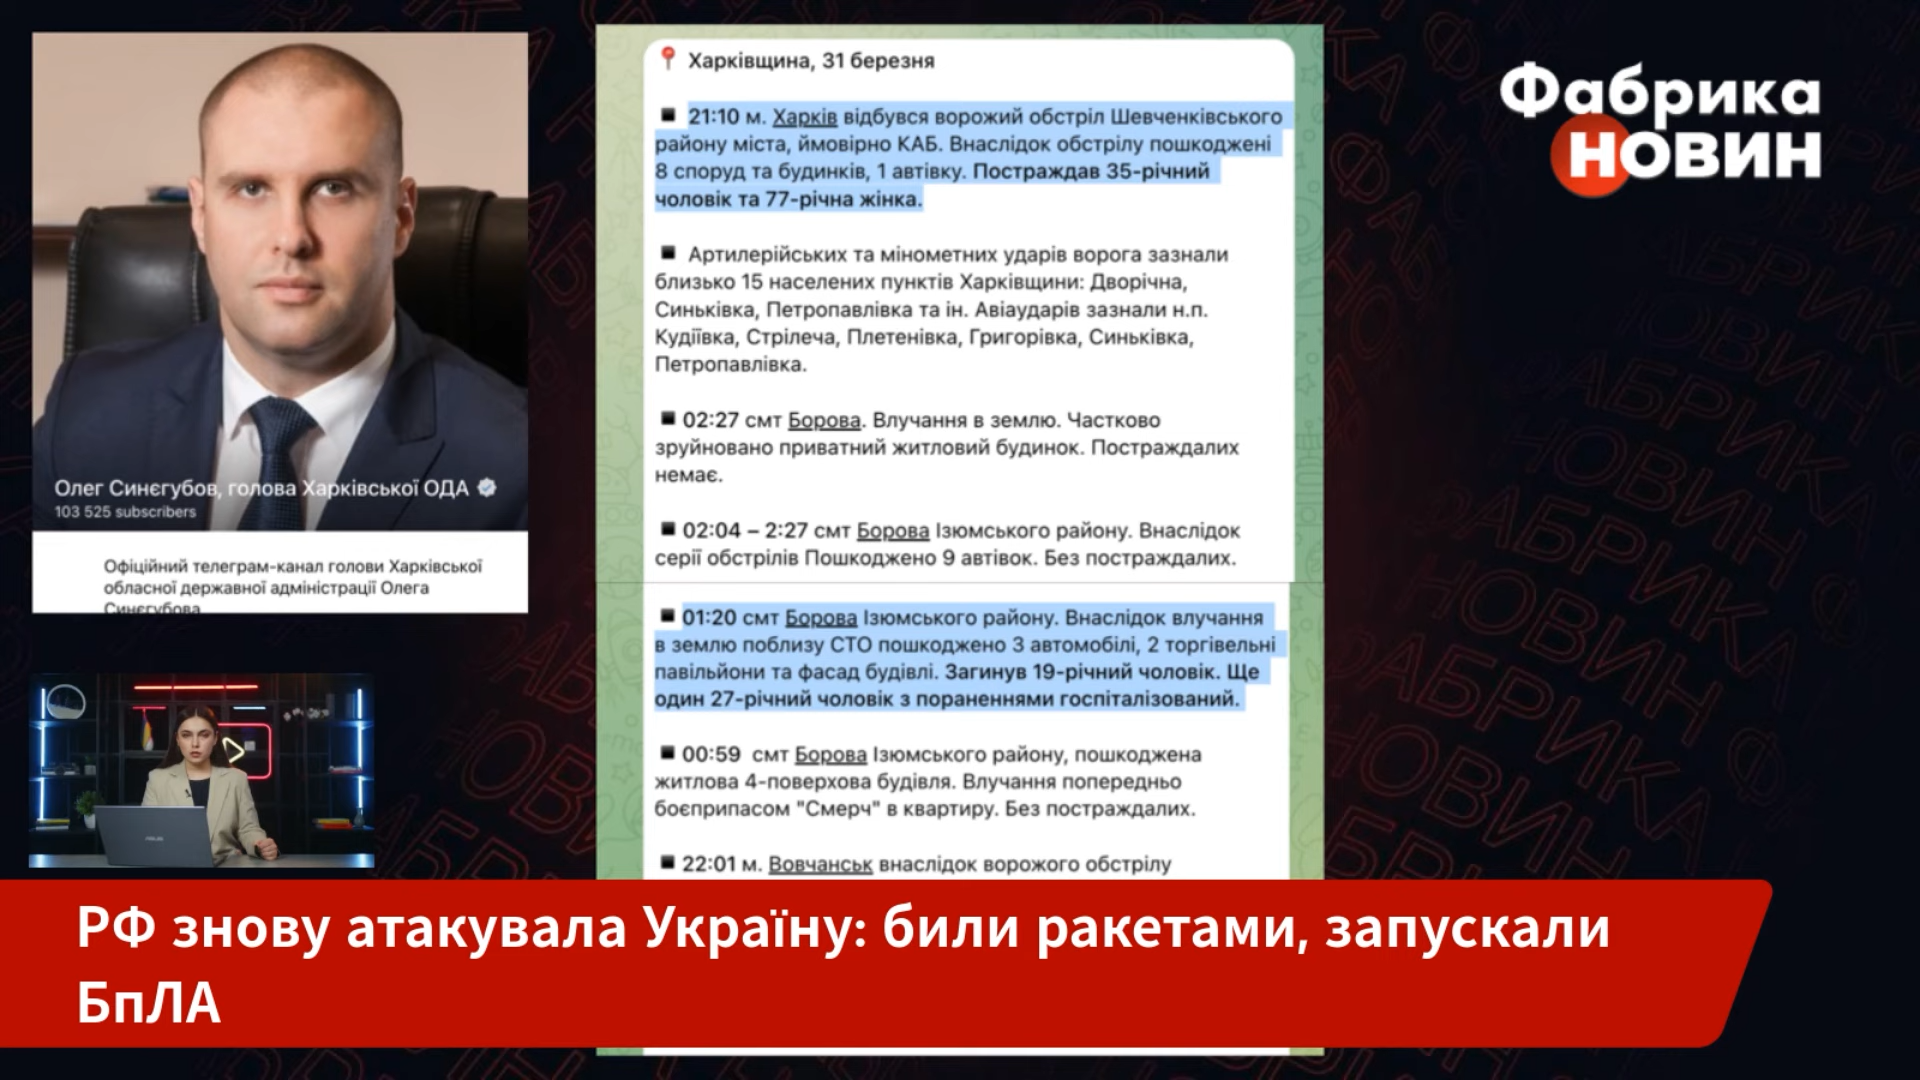 Олег Синєгубов, голова Харківської ОДА
103 525 subscribers
Офіційний телеграм-канал голови Харківської
обласної державної адміністрації Олега
Синєгубова
📍 Харківщина, 31 березня
▪️ 21:10 м. Харків відбувся ворожий обстріл Шевченківського
району міста, ймовірно КАБ. Внаслідок обстрілу пошкоджені
8 споруд та будинків, 1 автівку. Постраждав 35-річний
чоловік та 77-річна жінка.
▪️ Артилерійських та мінометних ударів ворога зазнали
близько 15 населених пунктів Харківщини: Дворічна,
Синьківка, Петропавлівка та ін. Авіаударів зазнали н.п.
Кудіївка, Стрілеча, Плетенівка, Григорівка, Синьківка,
Петропавлівка.
▪️ 02:27 смт Борова. Влучання в землю. Частково
зруйновано приватний житловий будинок. Постраждалих
немає.
▪️ 02:04 – 2:27 смт Борова Ізюмського району. Внаслідок
серії обстрілів Пошкоджено 9 автівок. Без постраждалих.
▪️ 01:20 смт Борова Ізюмського району. Внаслідок влучання
в землю поблизу СТО пошкоджено 3 автомобілі, 2 торгівельні
павільйони та фасад будівлі. Загинув 19-річний чоловік. Ще
один 27-річний чоловік з пораненнями госпіталізований.
▪️ 00:59 смт Борова Ізюмського району, пошкоджена
житлова 4-поверхова будівля. Влучання попередньо
боєприпасом "Смерч" в квартиру. Без постраждалих.
▪️ 22:01 м. Вовчанськ внаслідок ворожого обстрілу
Фабрика
НОВИН
РФ знову атакувала Україну: били ракетами, запускали
БпЛА